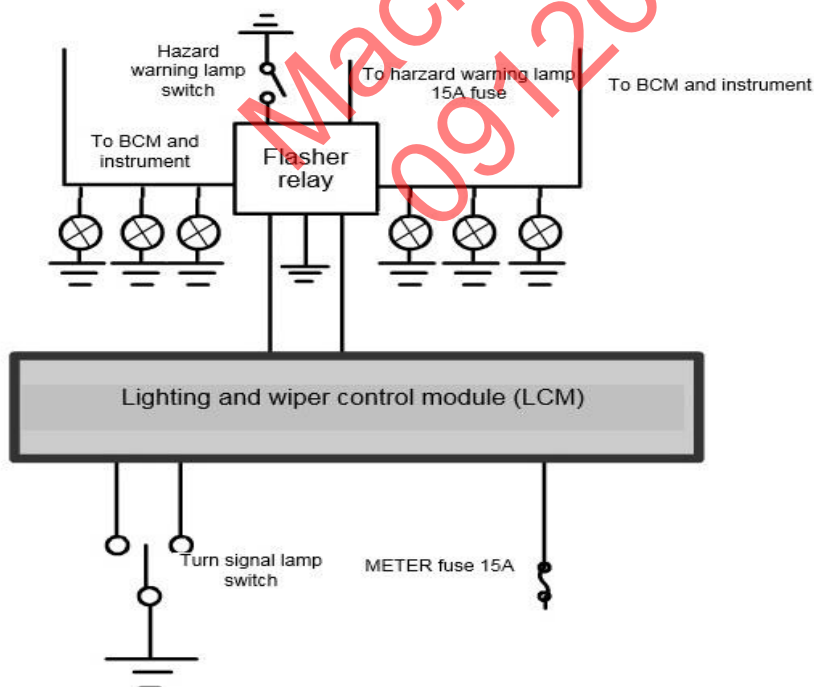 Hazard
warning lamp
switch
To harzard warning lamp
15A fuse
To BCM and instrument
To BCM and
instrument
Flasher
relay
Lighting and wiper control module (LCM)
Turn signal lamp
switch
METER fuse 15A
09120